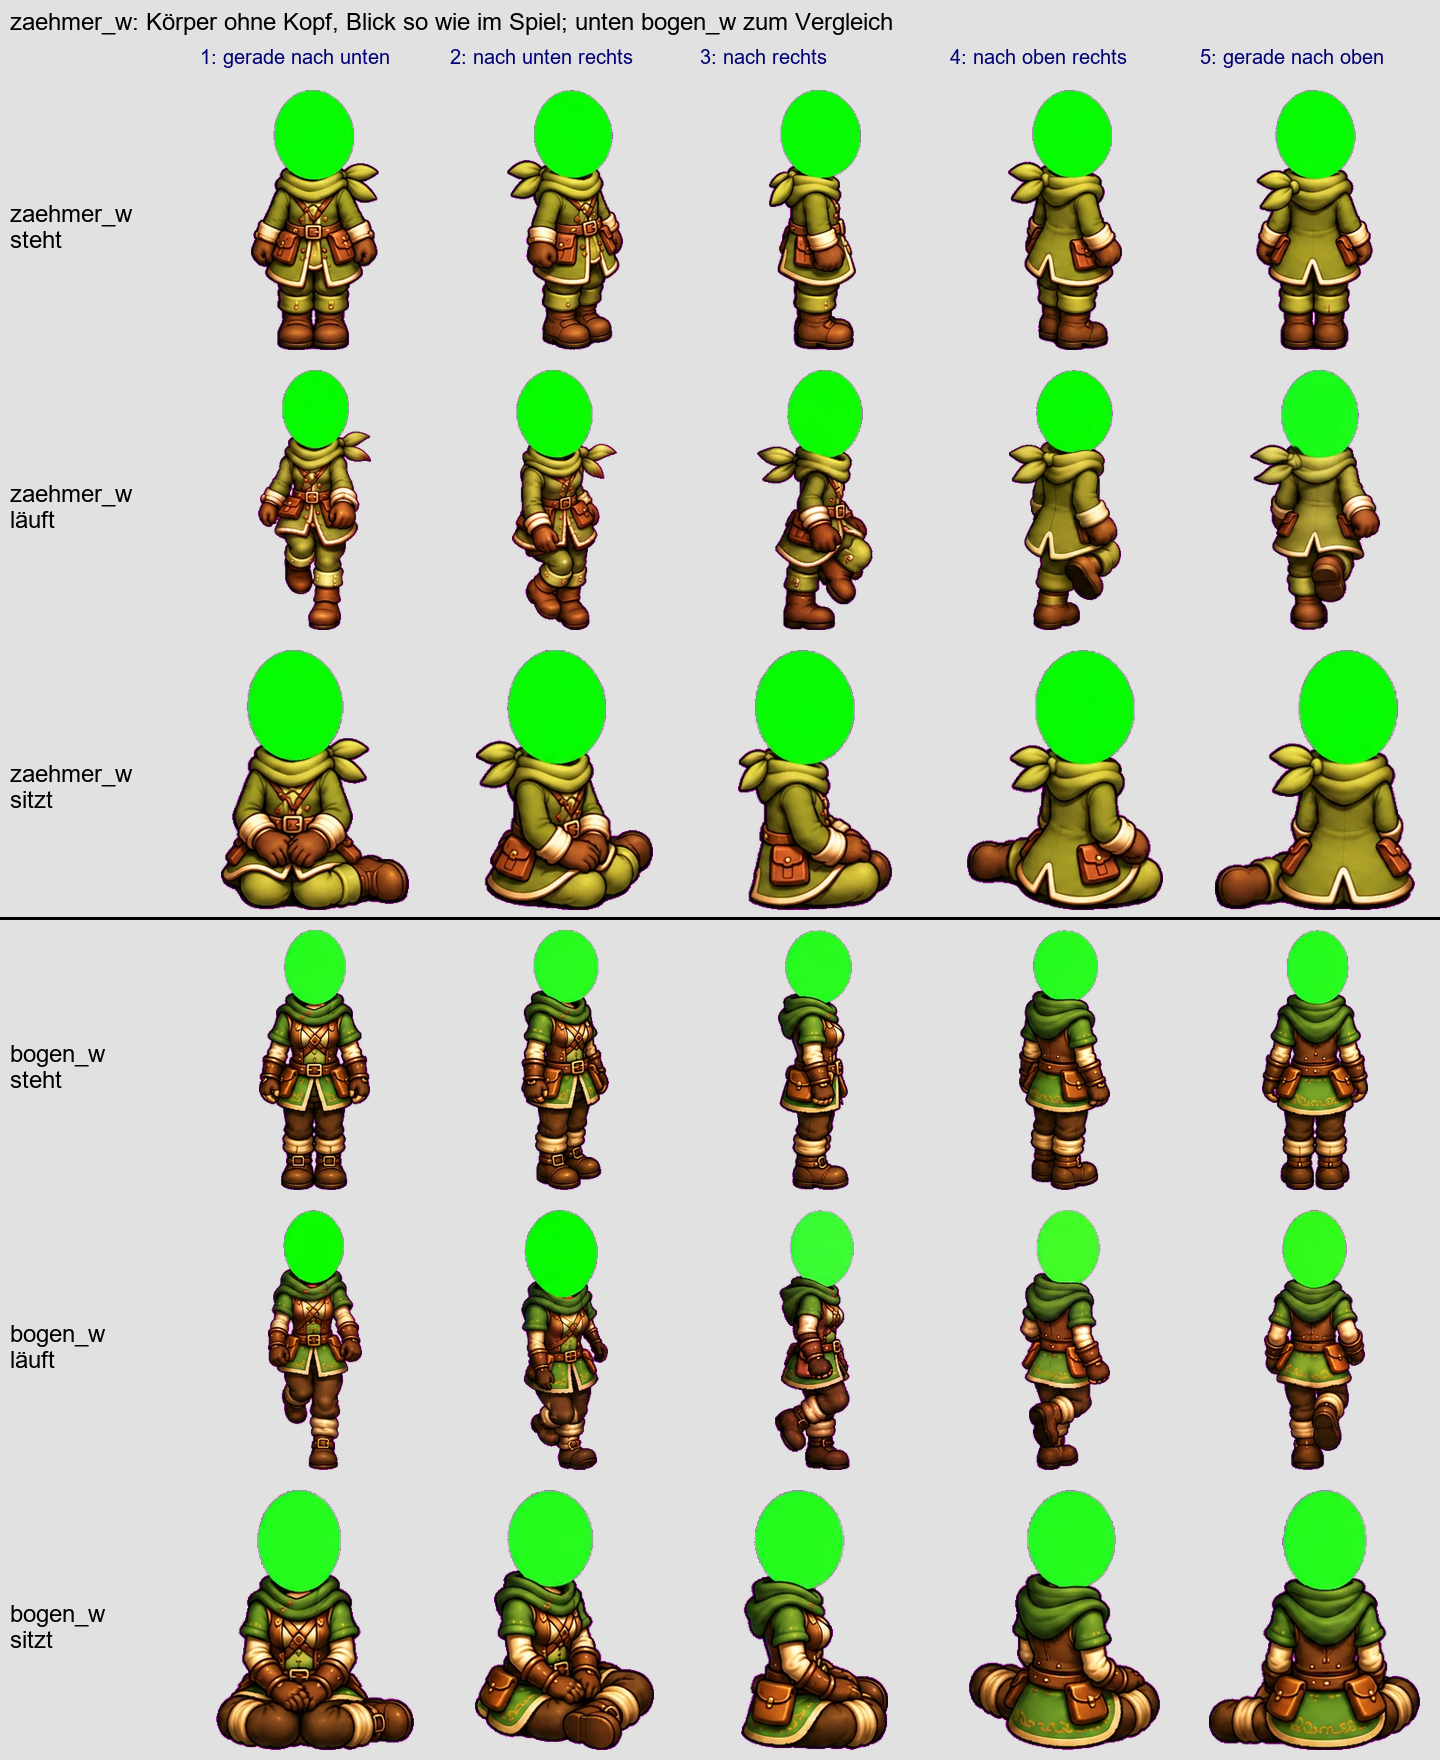 zaehmer_w: Körper ohne Kopf, Blick so wie im Spiel; unten bogen_w zum Vergleich
1: gerade nach unten
2: nach unten rechts
3: nach rechts
4: nach oben rechts
5: gerade nach oben
zaehmer_w
steht
zaehmer_w
läuft
zaehmer_w
sitzt
bogen_w
steht
bogen_w
läuft
bogen_w
sitzt